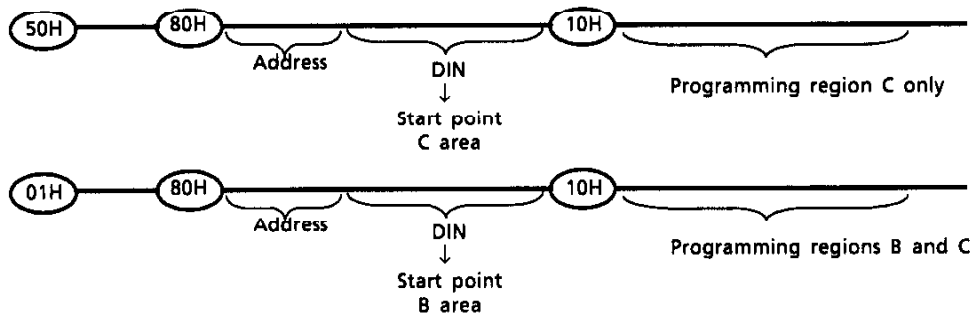 50H 80H 10H
Address DIN Programming region C only
↓
Start point
C area
01H 80H 10H
Address DIN Programming regions B and C
↓
Start point
B area